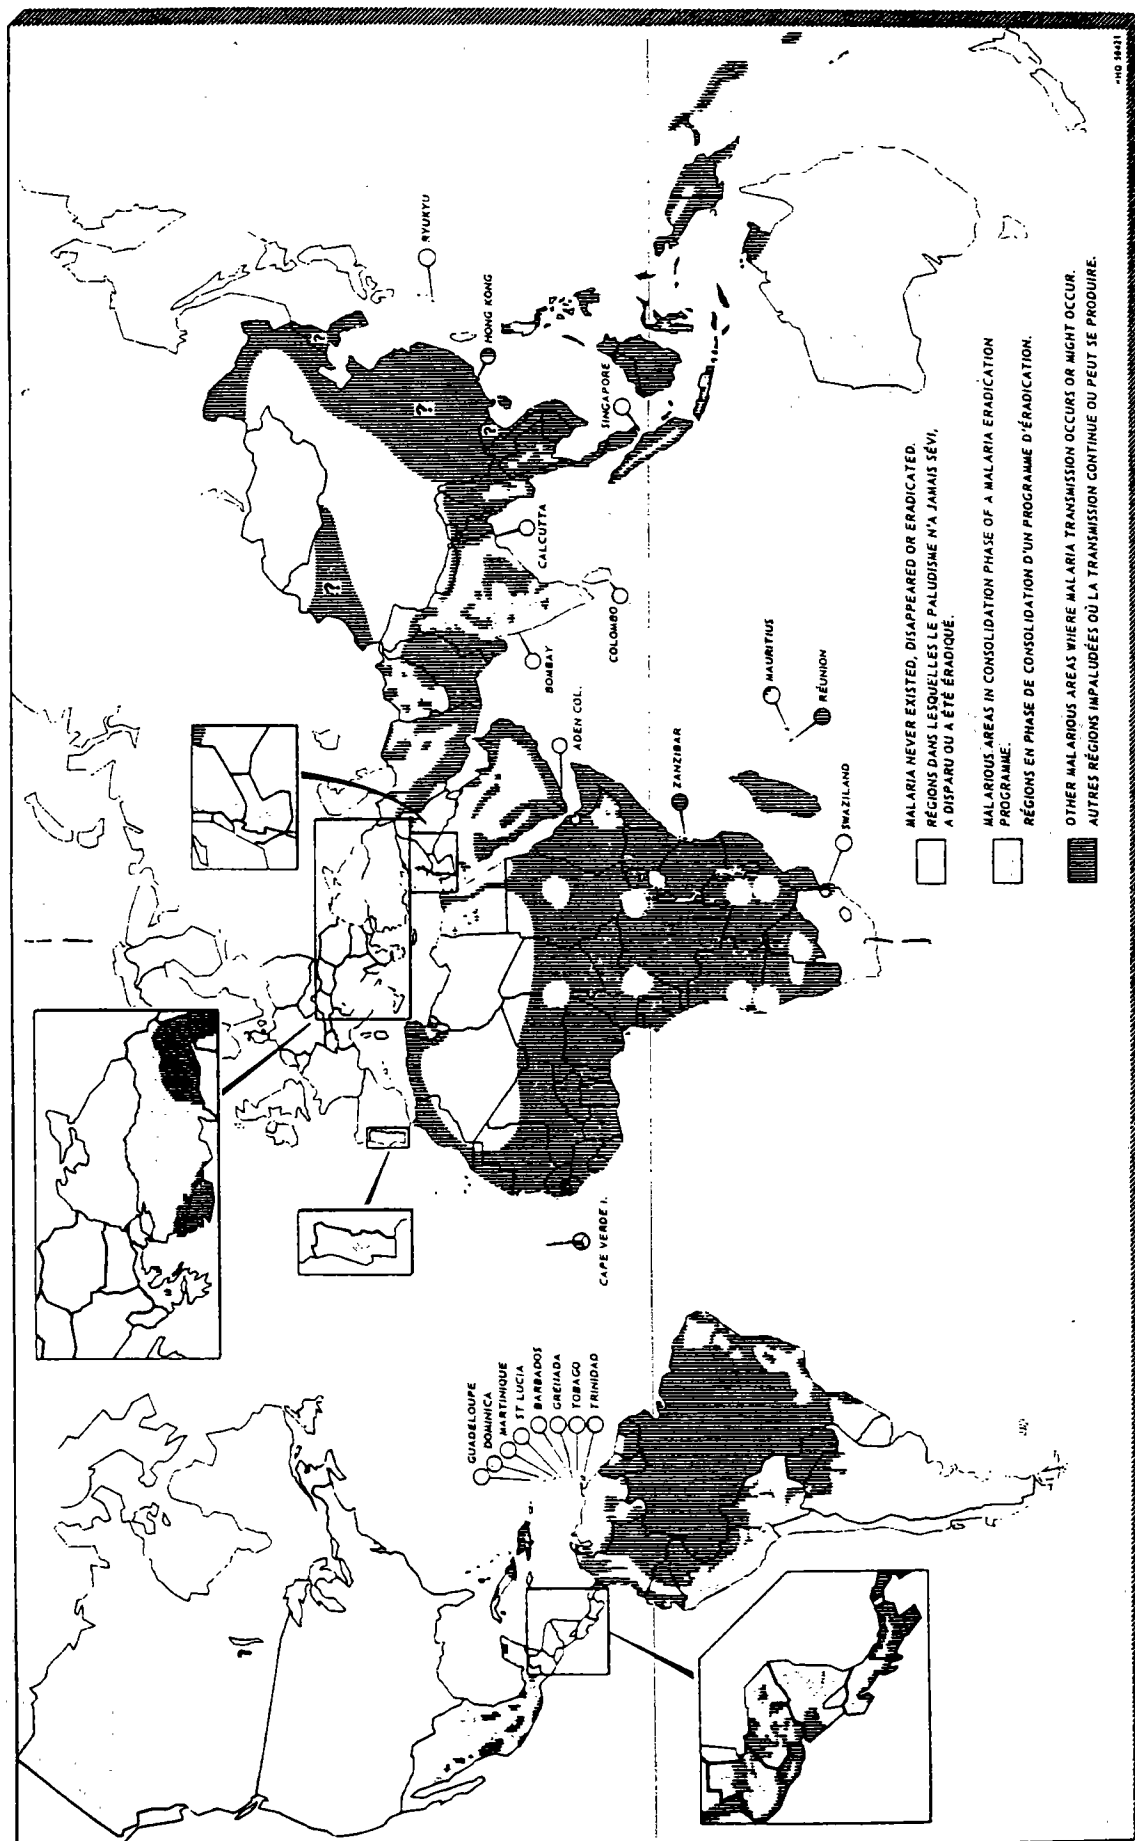 GUADELOUPE
DOMINICA
MARTINIQUE
ST LUCIA
BARBADOS
GRENADA
TOBAGO
TRINIDAD
CAPE VERDE I.
SWAZILAND
ZANZIBAR
ADEN COL.
MAURITIUS
RÉUNION
BOMBAY
COLOMBO
CALCUTTA
SINGAPORE
HONG KONG
RYUKYU
?
?
?
?
MALARIA NEVER EXISTED, DISAPPEARED OR ERADICATED.
RÉGIONS DANS LESQUELLES LE PALUDISME N'A JAMAIS SÉVI,
A DISPARU OU A ÉTÉ ÉRADIQUÉ.
MALARIOUS AREAS IN CONSOLIDATION PHASE OF A MALARIA ERADICATION
PROGRAMME.
RÉGIONS EN PHASE DE CONSOLIDATION D'UN PROGRAMME D'ÉRADICATION.
OTHER MALARIOUS AREAS WHERE MALARIA TRANSMISSION OCCURS OR MIGHT OCCUR.
AUTRES RÉGIONS IMPALUDÉES OÙ LA TRANSMISSION CONTINUE OU PEUT SE PRODUIRE.